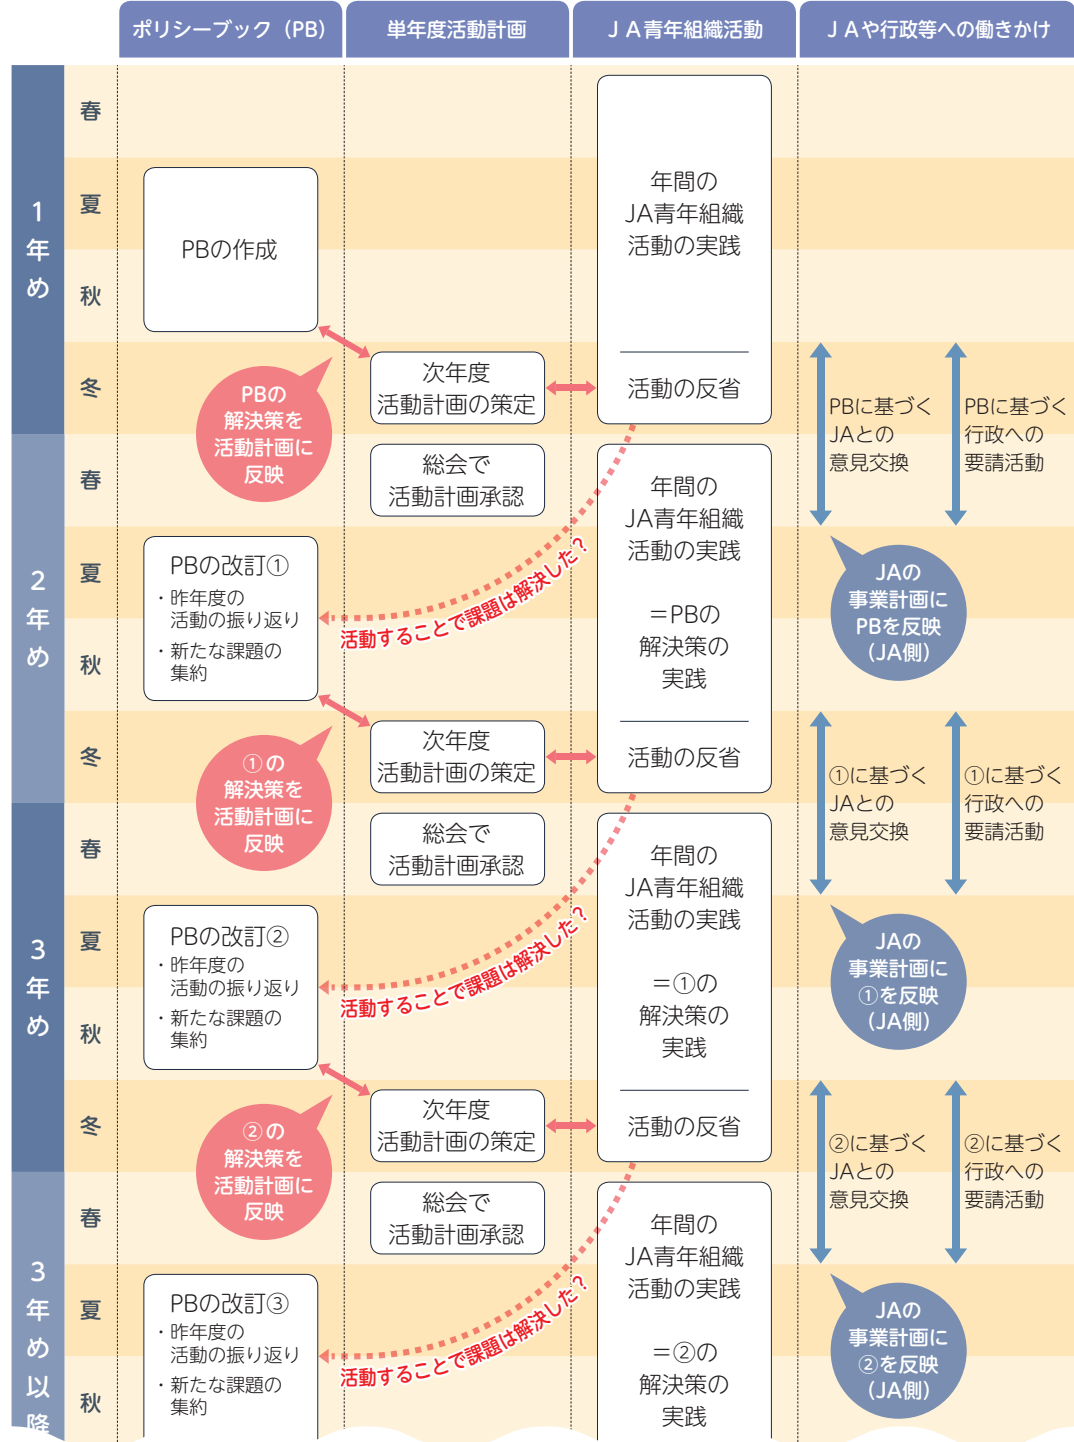 ポリシーブック（PB）
単年度活動計画
ＪＡ青年組織活動
ＪＡや行政等への働きかけ
1年め
春
夏
秋
冬
PBの作成
年間の
JA青年組織
活動の実践
活動の反省
次年度
活動計画の策定
PBの
解決策を
活動計画に
反映
PBに基づく
JAとの
意見交換
PBに基づく
行政への
要請活動
2年め
春
夏
秋
冬
総会で
活動計画承認
年間の
JA青年組織
活動の実践
＝PBの
解決策の
実践
活動の反省
PBの改訂①
・昨年度の
活動の振り返り
・新たな課題の
集約
活動することで課題は解決した？
JAの
事業計画に
PBを反映
（JA側）
次年度
活動計画の策定
①の
解決策を
活動計画に
反映
①に基づく
JAとの
意見交換
①に基づく
行政への
要請活動
3年め
春
夏
秋
冬
総会で
活動計画承認
年間の
JA青年組織
活動の実践
＝①の
解決策の
実践
活動の反省
PBの改訂②
・昨年度の
活動の振り返り
・新たな課題の
集約
活動することで課題は解決した？
JAの
事業計画に
①を反映
（JA側）
次年度
活動計画の策定
②の
解決策を
活動計画に
反映
②に基づく
JAとの
意見交換
②に基づく
行政への
要請活動
3年め以降
春
夏
秋
総会で
活動計画承認
年間の
JA青年組織
活動の実践
＝②の
解決策の
実践
PBの改訂③
・昨年度の
活動の振り返り
・新たな課題の
集約
活動することで課題は解決した？
JAの
事業計画に
②を反映
（JA側）